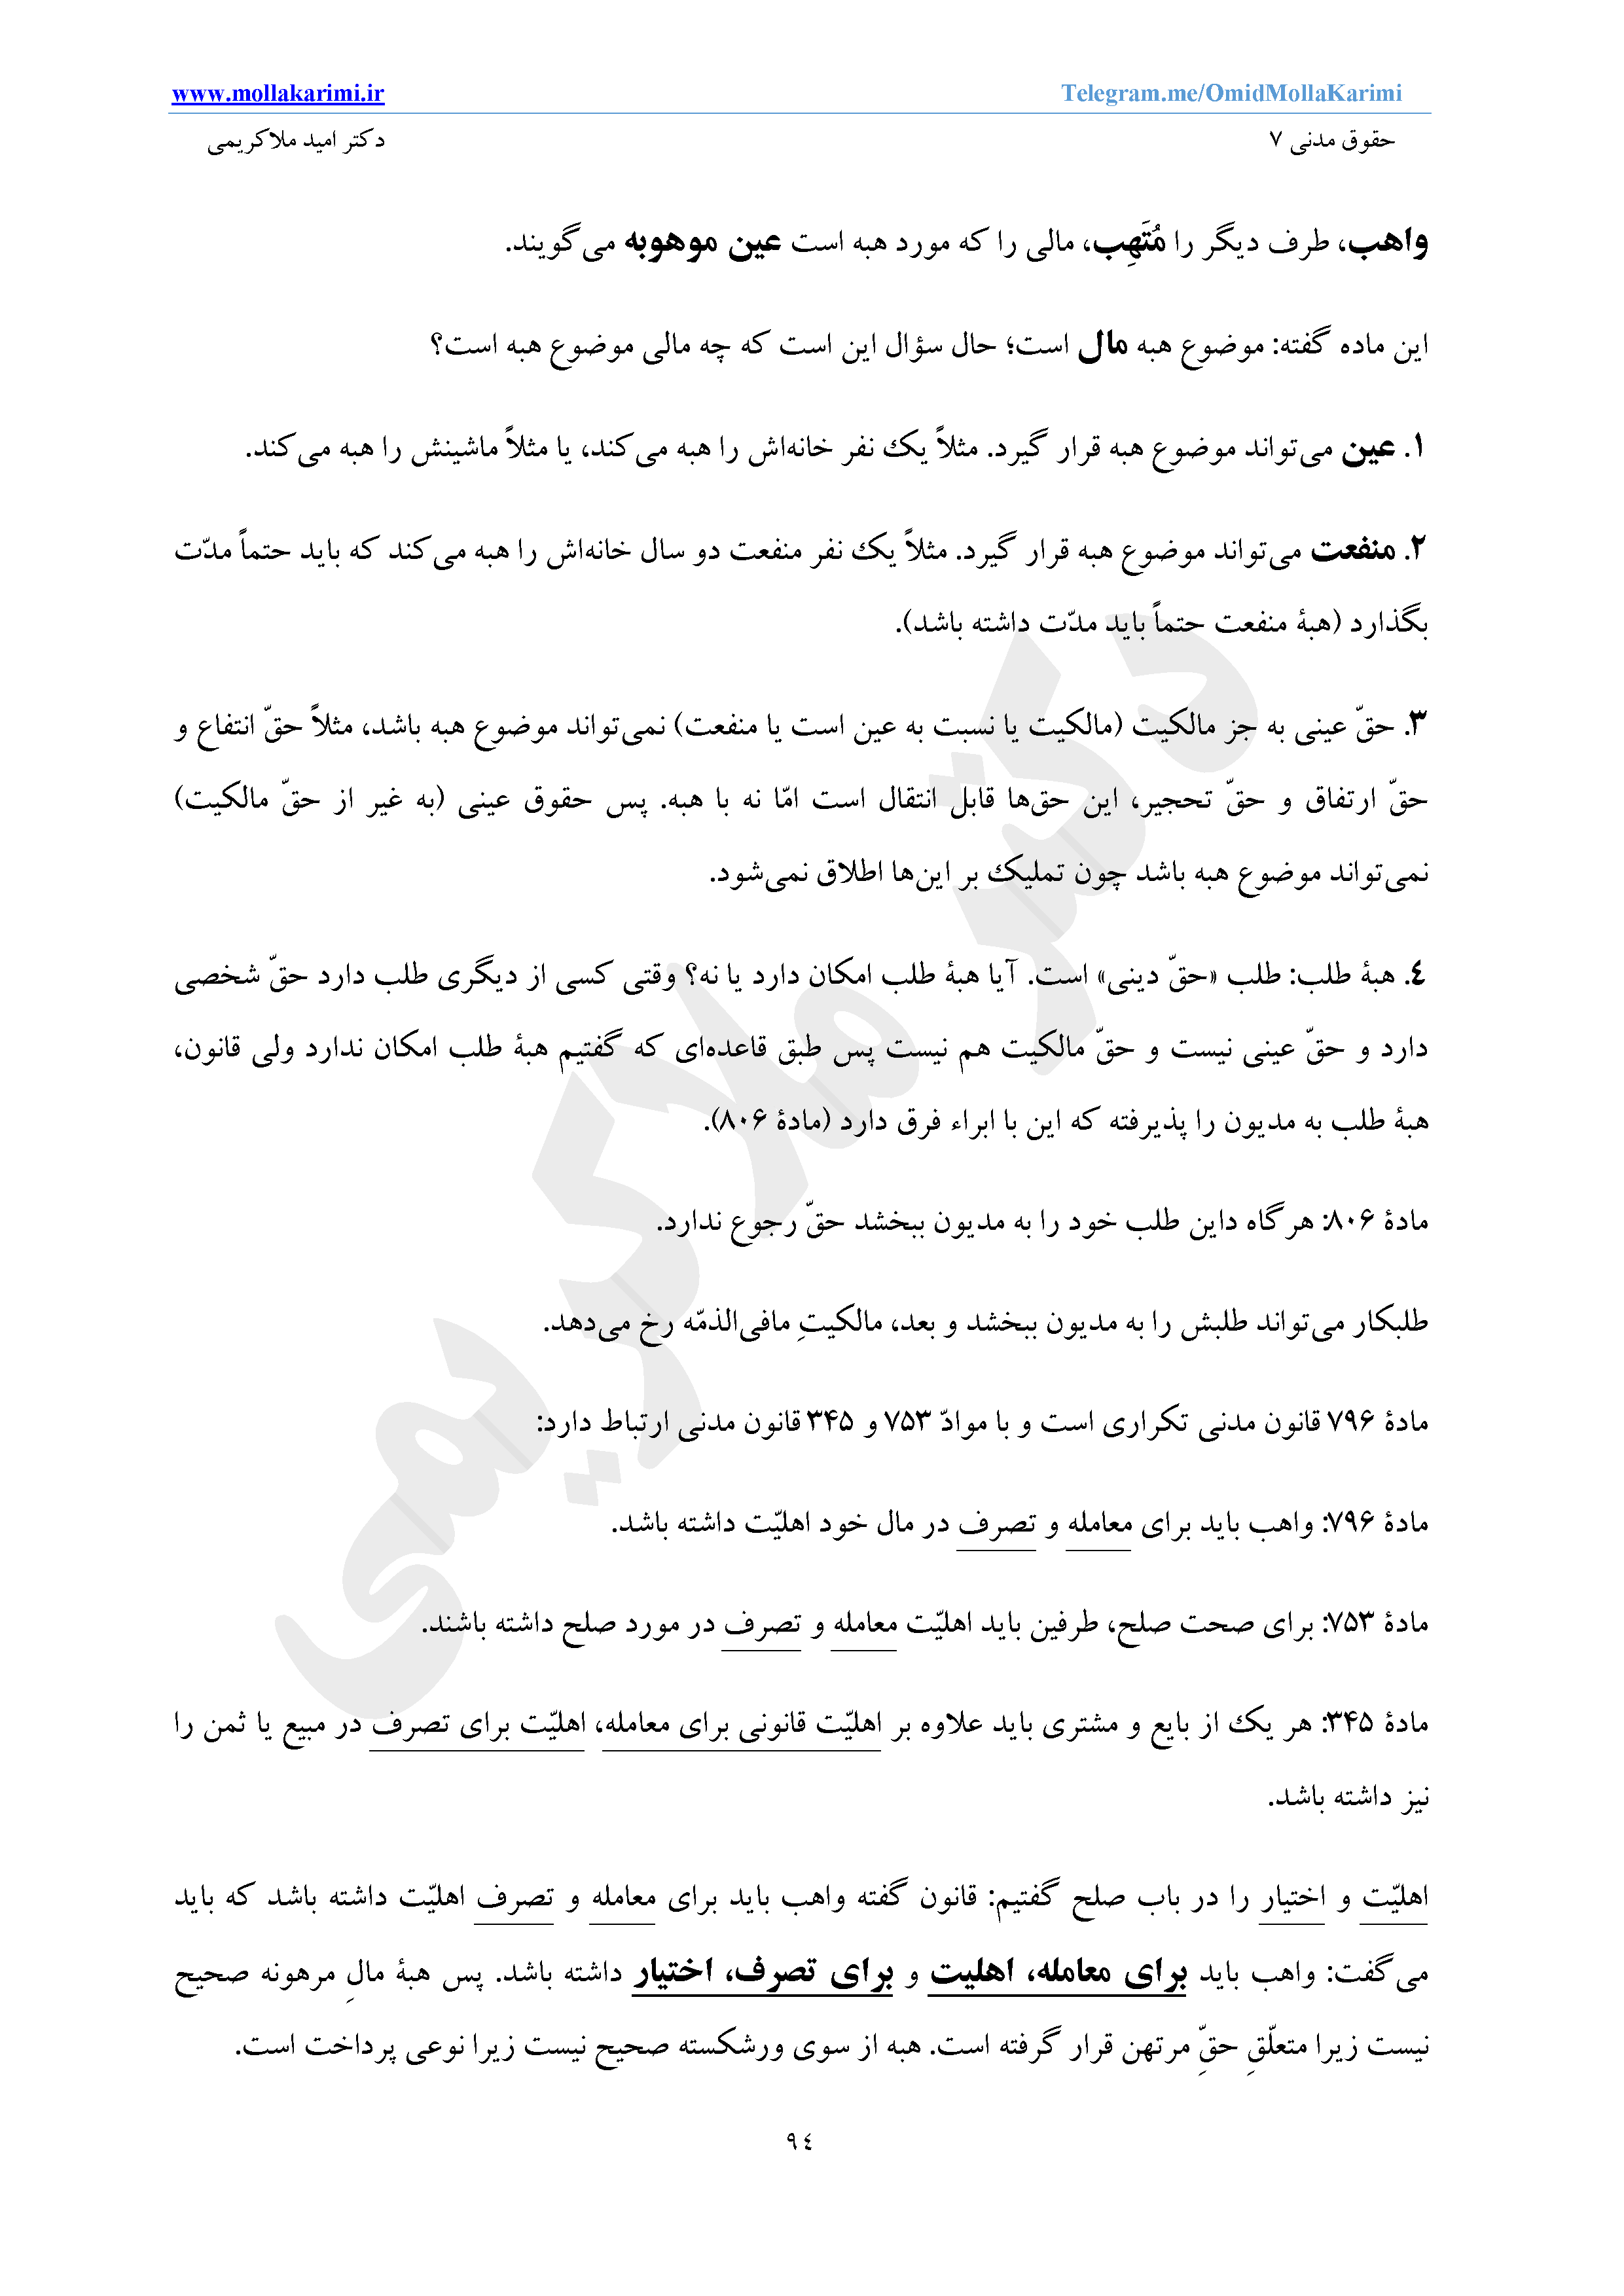 www.mollakarimi.ir Telegram.me/OmidMollaKarimi
حقوق مدنی ۷ دکتر امید ملاکریمی
واهب، طرف دیگر را مُتَهِب، مالی را که مورد هبه است عین موهوبه می‌گویند.
این ماده گفته: موضوع هبه مال است؛ حال سؤال این است که چه مالی موضوع هبه است؟
۱. عین می‌تواند موضوع هبه قرار گیرد. مثلاً یک نفر خانه‌اش را هبه می‌کند، یا مثلاً ماشینش را هبه می‌کند.
۲. منفعت می‌تواند موضوع هبه قرار گیرد. مثلاً یک نفر منفعت دو سال خانه‌اش را هبه می‌کند که باید حتماً مدّت
بگذارد (هبهٔ منفعت حتماً باید مدّت داشته باشد).
۳. حقّ عینی به جز مالکیت (مالکیت یا نسبت به عین است یا منفعت) نمی‌تواند موضوع هبه باشد، مثلاً حقّ انتفاع و
حقّ ارتفاق و حقّ تحجیر، این حق‌ها قابل انتقال است امّا نه با هبه. پس حقوق عینی (به غیر از حقّ مالکیت)
نمی‌تواند موضوع هبه باشد چون تملیک بر این‌ها اطلاق نمی‌شود.
٤. هبهٔ طلب: طلب «حقّ دینی» است. آیا هبهٔ طلب امکان دارد یا نه؟ وقتی کسی از دیگری طلب دارد حقّ شخصی
دارد و حقّ عینی نیست و حقّ مالکیت هم نیست پس طبق قاعده‌ای که گفتیم هبهٔ طلب امکان ندارد ولی قانون،
هبهٔ طلب به مدیون را پذیرفته که این با ابراء فرق دارد (مادهٔ ۸۰۶).
مادهٔ ۸۰۶: هرگاه داین طلب خود را به مدیون ببخشد حقّ رجوع ندارد.
طلبکار می‌تواند طلبش را به مدیون ببخشد و بعد، مالکیتِ مافی‌الذمّه رخ می‌دهد.
مادهٔ ۷۹۶ قانون مدنی تکراری است و با موادّ ۷۵۳ و ۳۴۵ قانون مدنی ارتباط دارد:
مادهٔ ۷۹۶: واهب باید برای معامله و تصرف در مال خود اهلیّت داشته باشد.
مادهٔ ۷۵۳: برای صحت صلح، طرفین باید اهلیّت معامله و تصرف در مورد صلح داشته باشند.
مادهٔ ۳۴۵: هر یک از بایع و مشتری باید علاوه بر اهلیّت قانونی برای معامله، اهلیّت برای تصرف در مبیع یا ثمن را
نیز داشته باشد.
اهلیّت و اختیار را در باب صلح گفتیم: قانون گفته واهب باید برای معامله و تصرف اهلیّت داشته باشد که باید
می‌گفت: واهب باید برای معامله، اهلیت و برای تصرف، اختیار داشته باشد. پس هبهٔ مالِ مرهونه صحیح
نیست زیرا متعلّقِ حقِّ مرتهن قرار گرفته است. هبه از سوی ورشکسته صحیح نیست زیرا نوعی پرداخت است.
۹٤
دکتر ملاکریمی